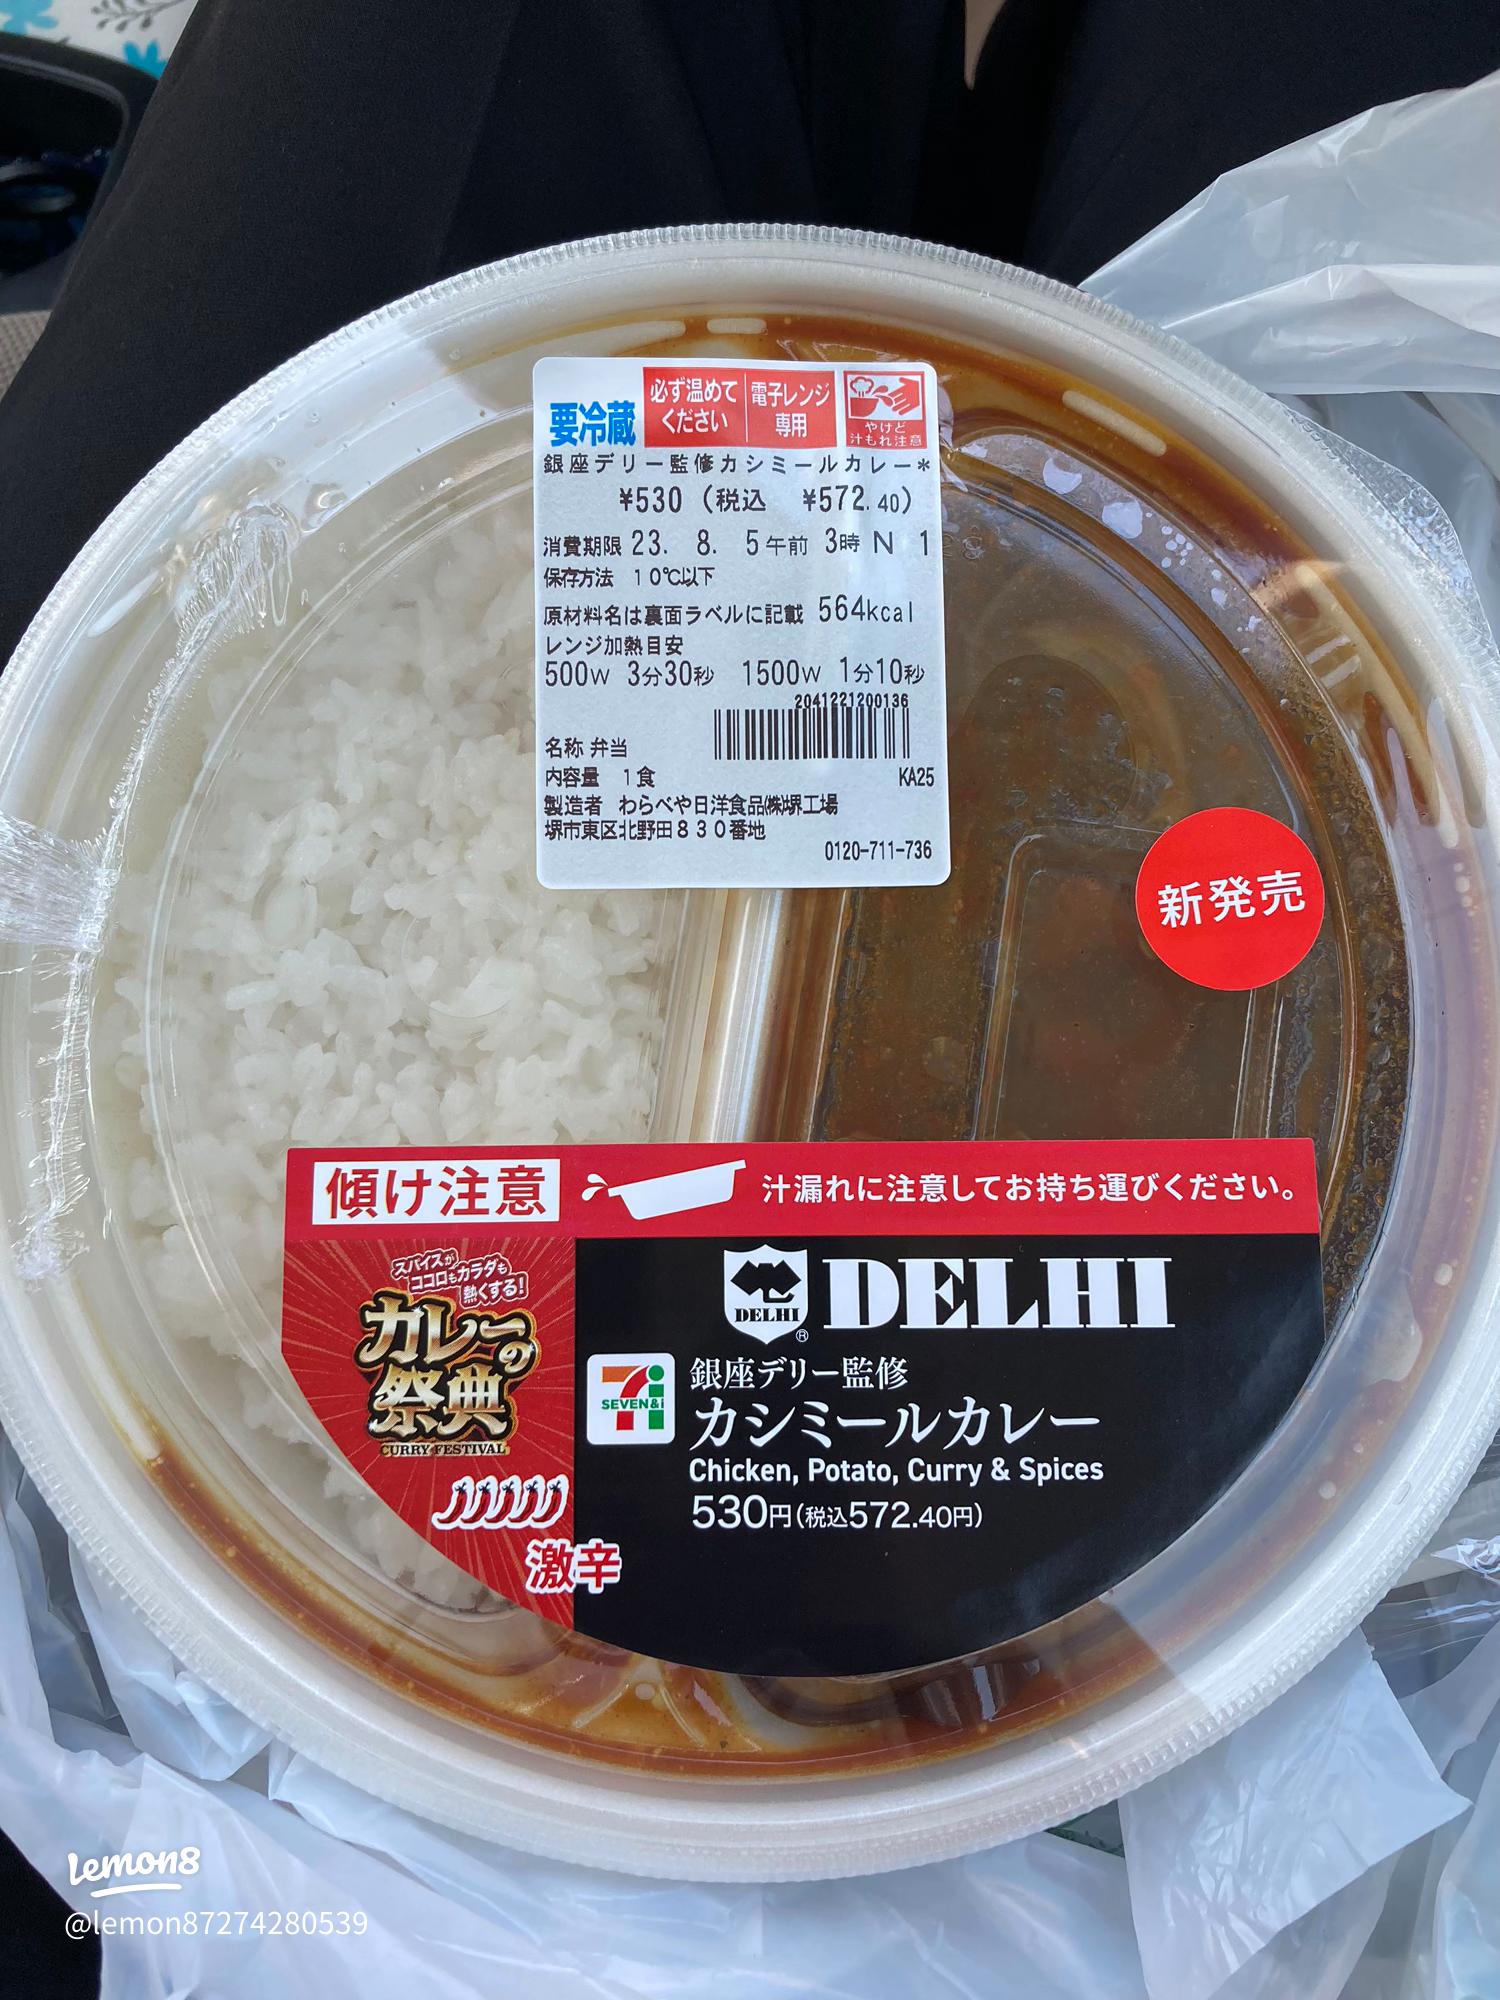 要冷蔵
必ず温めて
ください
電子レンジ
専用
やけど
汁もれ注意
銀座デリー監修カシミールカレー*
¥530 (税込 ¥572.40)
消費期限 23. 8. 5午前 3時 N 1
保存方法 10℃以下
原材料名は裏面ラベルに記載 564kcal
レンジ加熱目安
500W 3分30秒 1500W 1分10秒
2041221200136
名称 弁当
内容量 1食
KA25
製造者 わらべや日洋食品㈱堺工場
堺市東区北野田830番地
0120-711-736
新発売
傾け注意
汁漏れに注意してお持ち運びください。
スパイスが
ココロもカラダも
熱くする!
カレーの
祭典
CURRY FESTIVAL
激辛
DELHI
®
DELHI
SEVEN&i
銀座デリー監修
カシミールカレー
Chicken, Potato, Curry & Spices
530円(税込572.40円)
Lemon8
@lemon87274280539